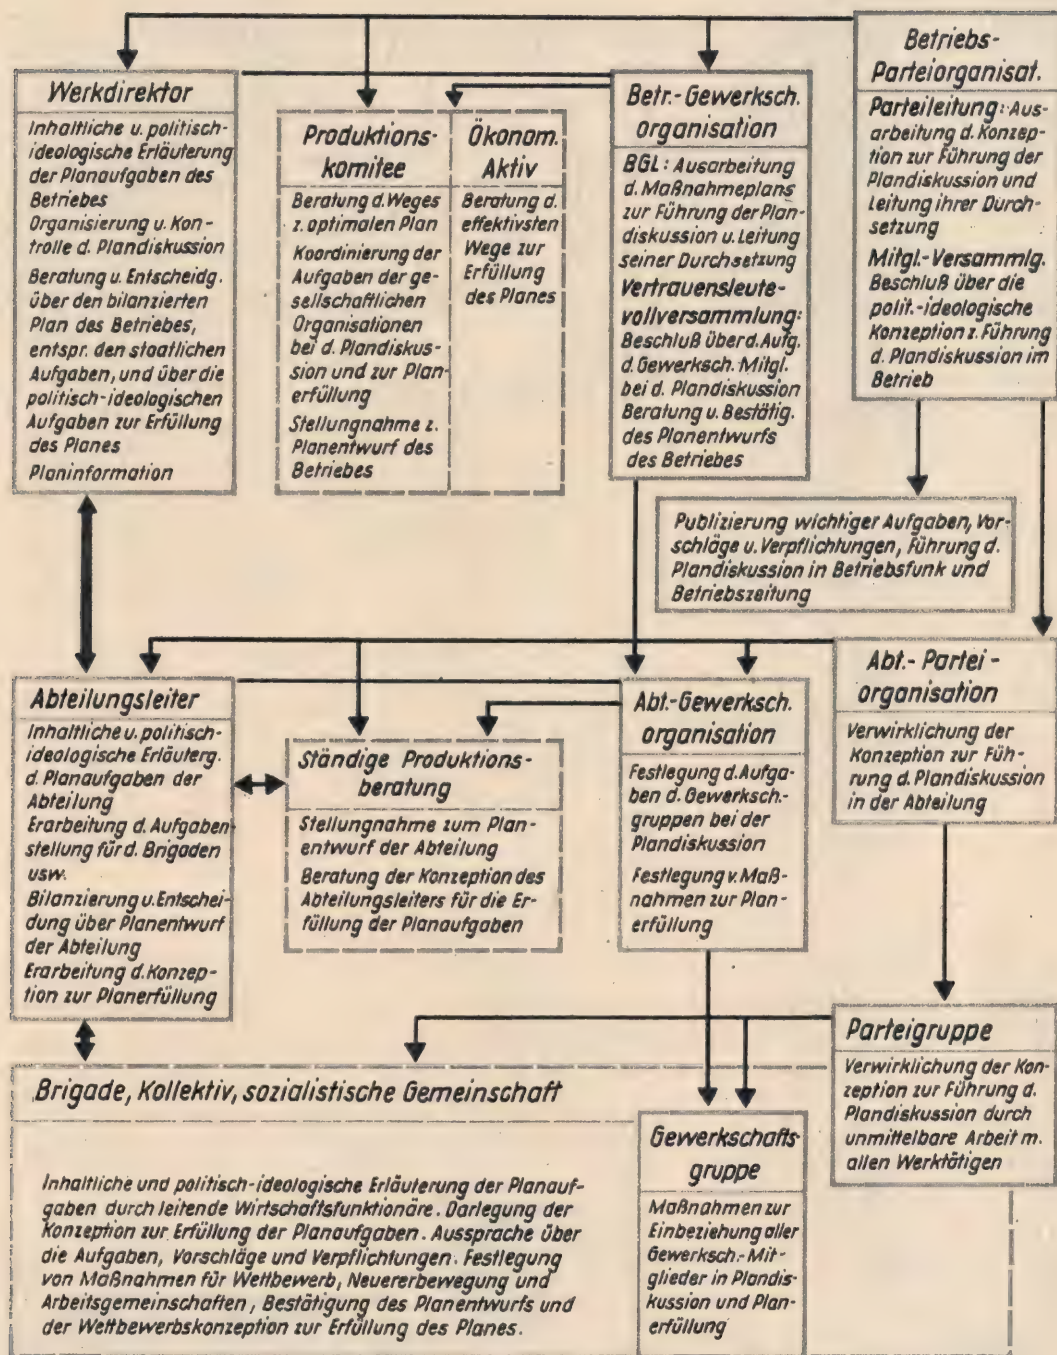 Werkdirektor
Inhaltliche u. politisch-
ideologische Erläuterung
der Planaufgaben des
Betriebes
Organisierung u. Kon-
trolle d. Plandiskussion
Beratung u. Entscheidg.
über den bilanzierten
Plan des Betriebes,
entspr. den staatlichen
Aufgaben, und über die
politisch-ideologischen
Aufgaben zur Erfüllung
des Planes
Planinformation
Produktions-
komitee
Beratung d. Weges
z. optimalen Plan
Koordinierung der
Aufgaben der ge-
sellschaftlichen
Organisationen
bei d. Plandiskus-
sion und zur Plan-
erfüllung
Stellungnahme z.
Planentwurf des
Betriebes
Ökonom.
Aktiv
Beratung d.
effektivsten
Wege zur
Erfüllung
des Planes
Betr.-Gewerksch.
organisation
BGL: Ausarbeitung
d. Maßnahmeplans
zur Führung der Plan-
diskussion u. Leitung
seiner Durchsetzung
Vertrauensleute-
vollversammlung:
Beschluß über d. Aufg.
d. Gewerksch. Mitgl.
bei d. Plandiskussion
Beratung u. Bestätig.
des Planentwurfs
des Betriebes
Betriebs-
Parteiorganisat.
Parteileitung: Aus-
arbeitung d. Konzep-
tion zur Führung der
Plandiskussion und
Leitung ihrer Durch-
setzung
Mitgl.-Versammlg.
Beschluß über die
polit.-ideologische
Konzeption z. Führung
d. Plandiskussion im
Betrieb
Publizierung wichtiger Aufgaben, Vor-
schläge u. Verpflichtungen, Führung d.
Plandiskussion in Betriebsfunk und
Betriebszeitung
Abteilungsleiter
Inhaltliche u. politisch-
ideologische Erläuterg.
d. Planaufgaben der
Abteilung
Erarbeitung d. Aufgaben
stellung für d. Brigaden
usw.
Bilanzierung u. Entschei-
dung über Planentwurf
der Abteilung
Erarbeitung d. Konzep-
tion zur Planerfüllung
Ständige Produktions-
beratung
Stellungnahme zum Plan-
entwurf der Abteilung
Beratung der Konzeption des
Abteilungsleiters für die Er-
füllung der Planaufgaben
Abt.-Gewerksch.
organisation
Festlegung d. Aufga-
ben d. Gewerksch.-
gruppen bei der
Plandiskussion
Festlegung v. Maß-
nahmen zur Plan-
erfüllung
Abt.- Partei -
organisation
Verwirklichung der
Konzeption zur Füh-
rung d. Plandiskussion
in der Abteilung
Parteigruppe
Verwirklichung der Kon-
zeption zur Führung d.
Plandiskussion durch
unmittelbare Arbeit m.
allen Werktätigen
Brigade, Kollektiv, sozialistische Gemeinschaft
Inhaltliche und politisch-ideologische Erläuterung der Planauf-
gaben durch leitende Wirtschaftsfunktionäre. Darlegung der
Konzeption zur Erfüllung der Planaufgaben. Aussprache über
die Aufgaben, Vorschläge und Verpflichtungen. Festlegung
von Maßnahmen für Wettbewerb, Neuererbewegung und
Arbeitsgemeinschaften, Bestätigung des Planentwurfs und
der Wettbewerbskonzeption zur Erfüllung des Planes.
Gewerkschafts
gruppe
Maßnahmen zur
Einbeziehung aller
Gewerksch.-Mit-
glieder in Plandis-
kussion und Plan-
erfüllung